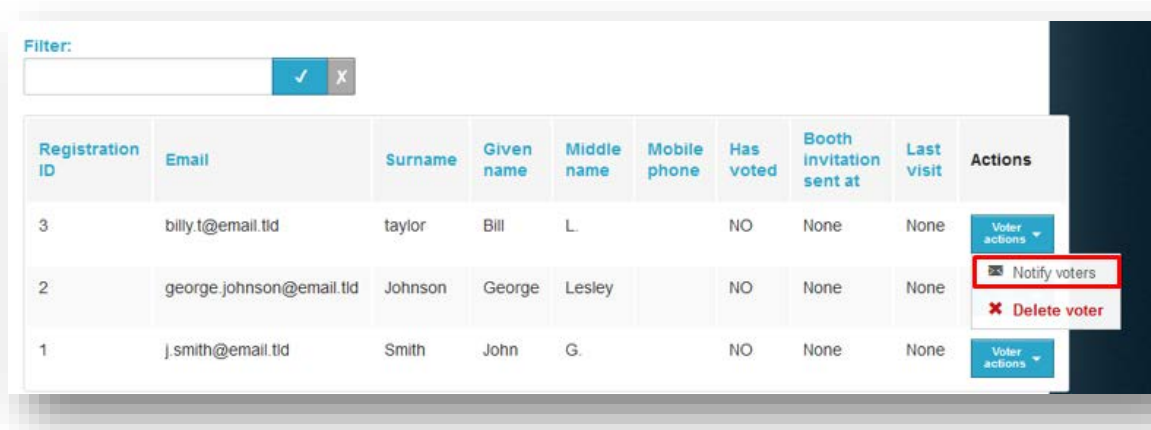 Filter:
✓ X
Registration ID Email Surname Given name Middle name Mobile phone Has voted Booth invitation sent at Last visit Actions
3 billy.t@email.tld taylor Bill L. NO None None Voter actions
Notify voters
2 george.johnson@email.tld Johnson George Lesley NO None None
Delete voter
1 j.smith@email.tld Smith John G. NO None None Voter actions